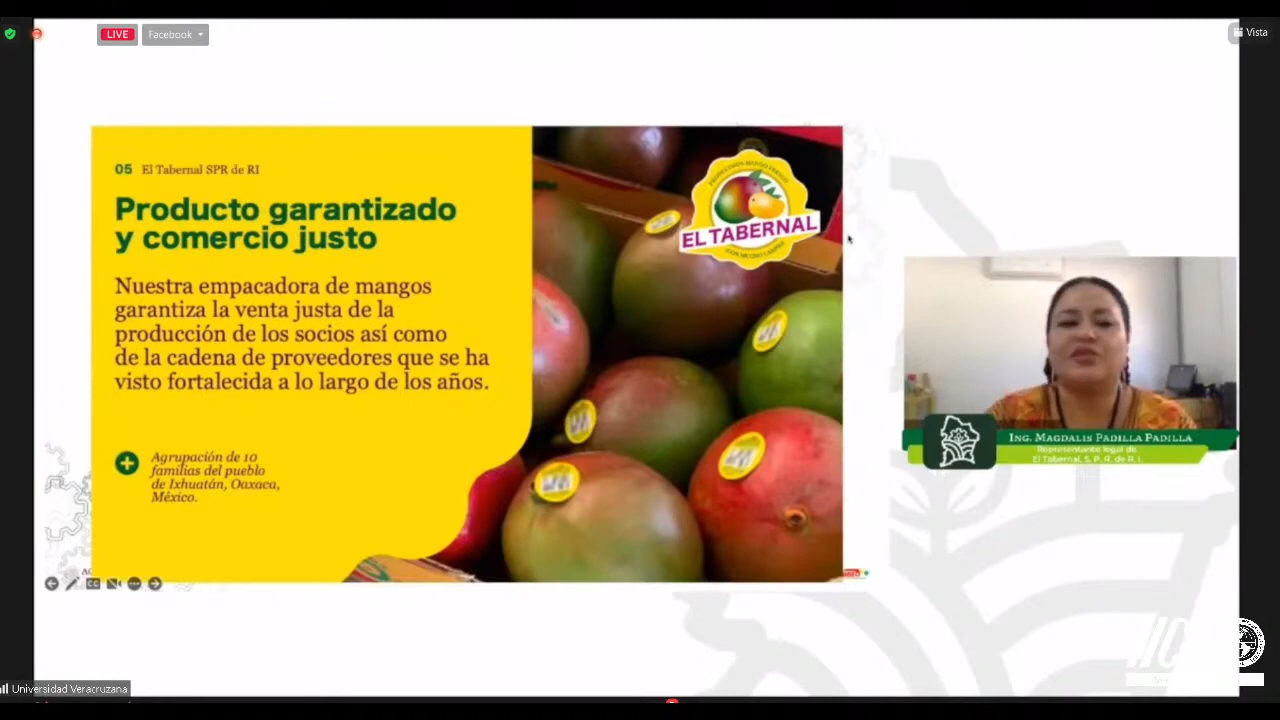 LIVE
Facebook
Vista
05 El Tabernal SPR de RI
Producto garantizado
y comercio justo
Nuestra empacadora de mangos
garantiza la venta justa de la
producción de los socios así como
de la cadena de proveedores que se ha
visto fortalecida a lo largo de los años.
Agrupación de 10
familias del pueblo
de Ixhuatán, Oaxaca,
México.
EL TABERNAL
ING. MAGDALIS PADILLA PADILLA
Representante legal de
El Tabernal, S. P. R. de R. I.
CC
Universidad Veracruzana